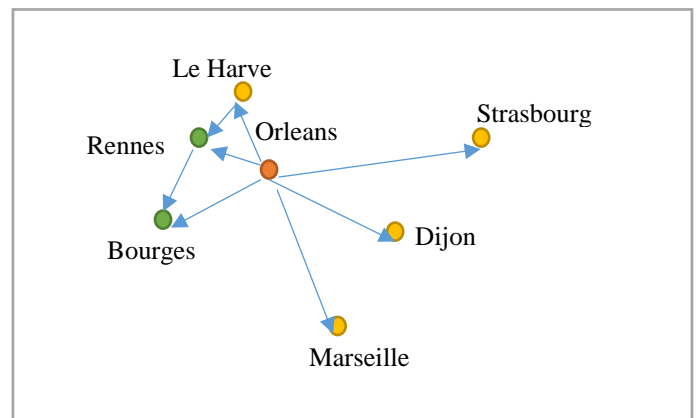 Le Harve
Strasbourg
Orleans
Rennes
Dijon
Bourges
Marseille